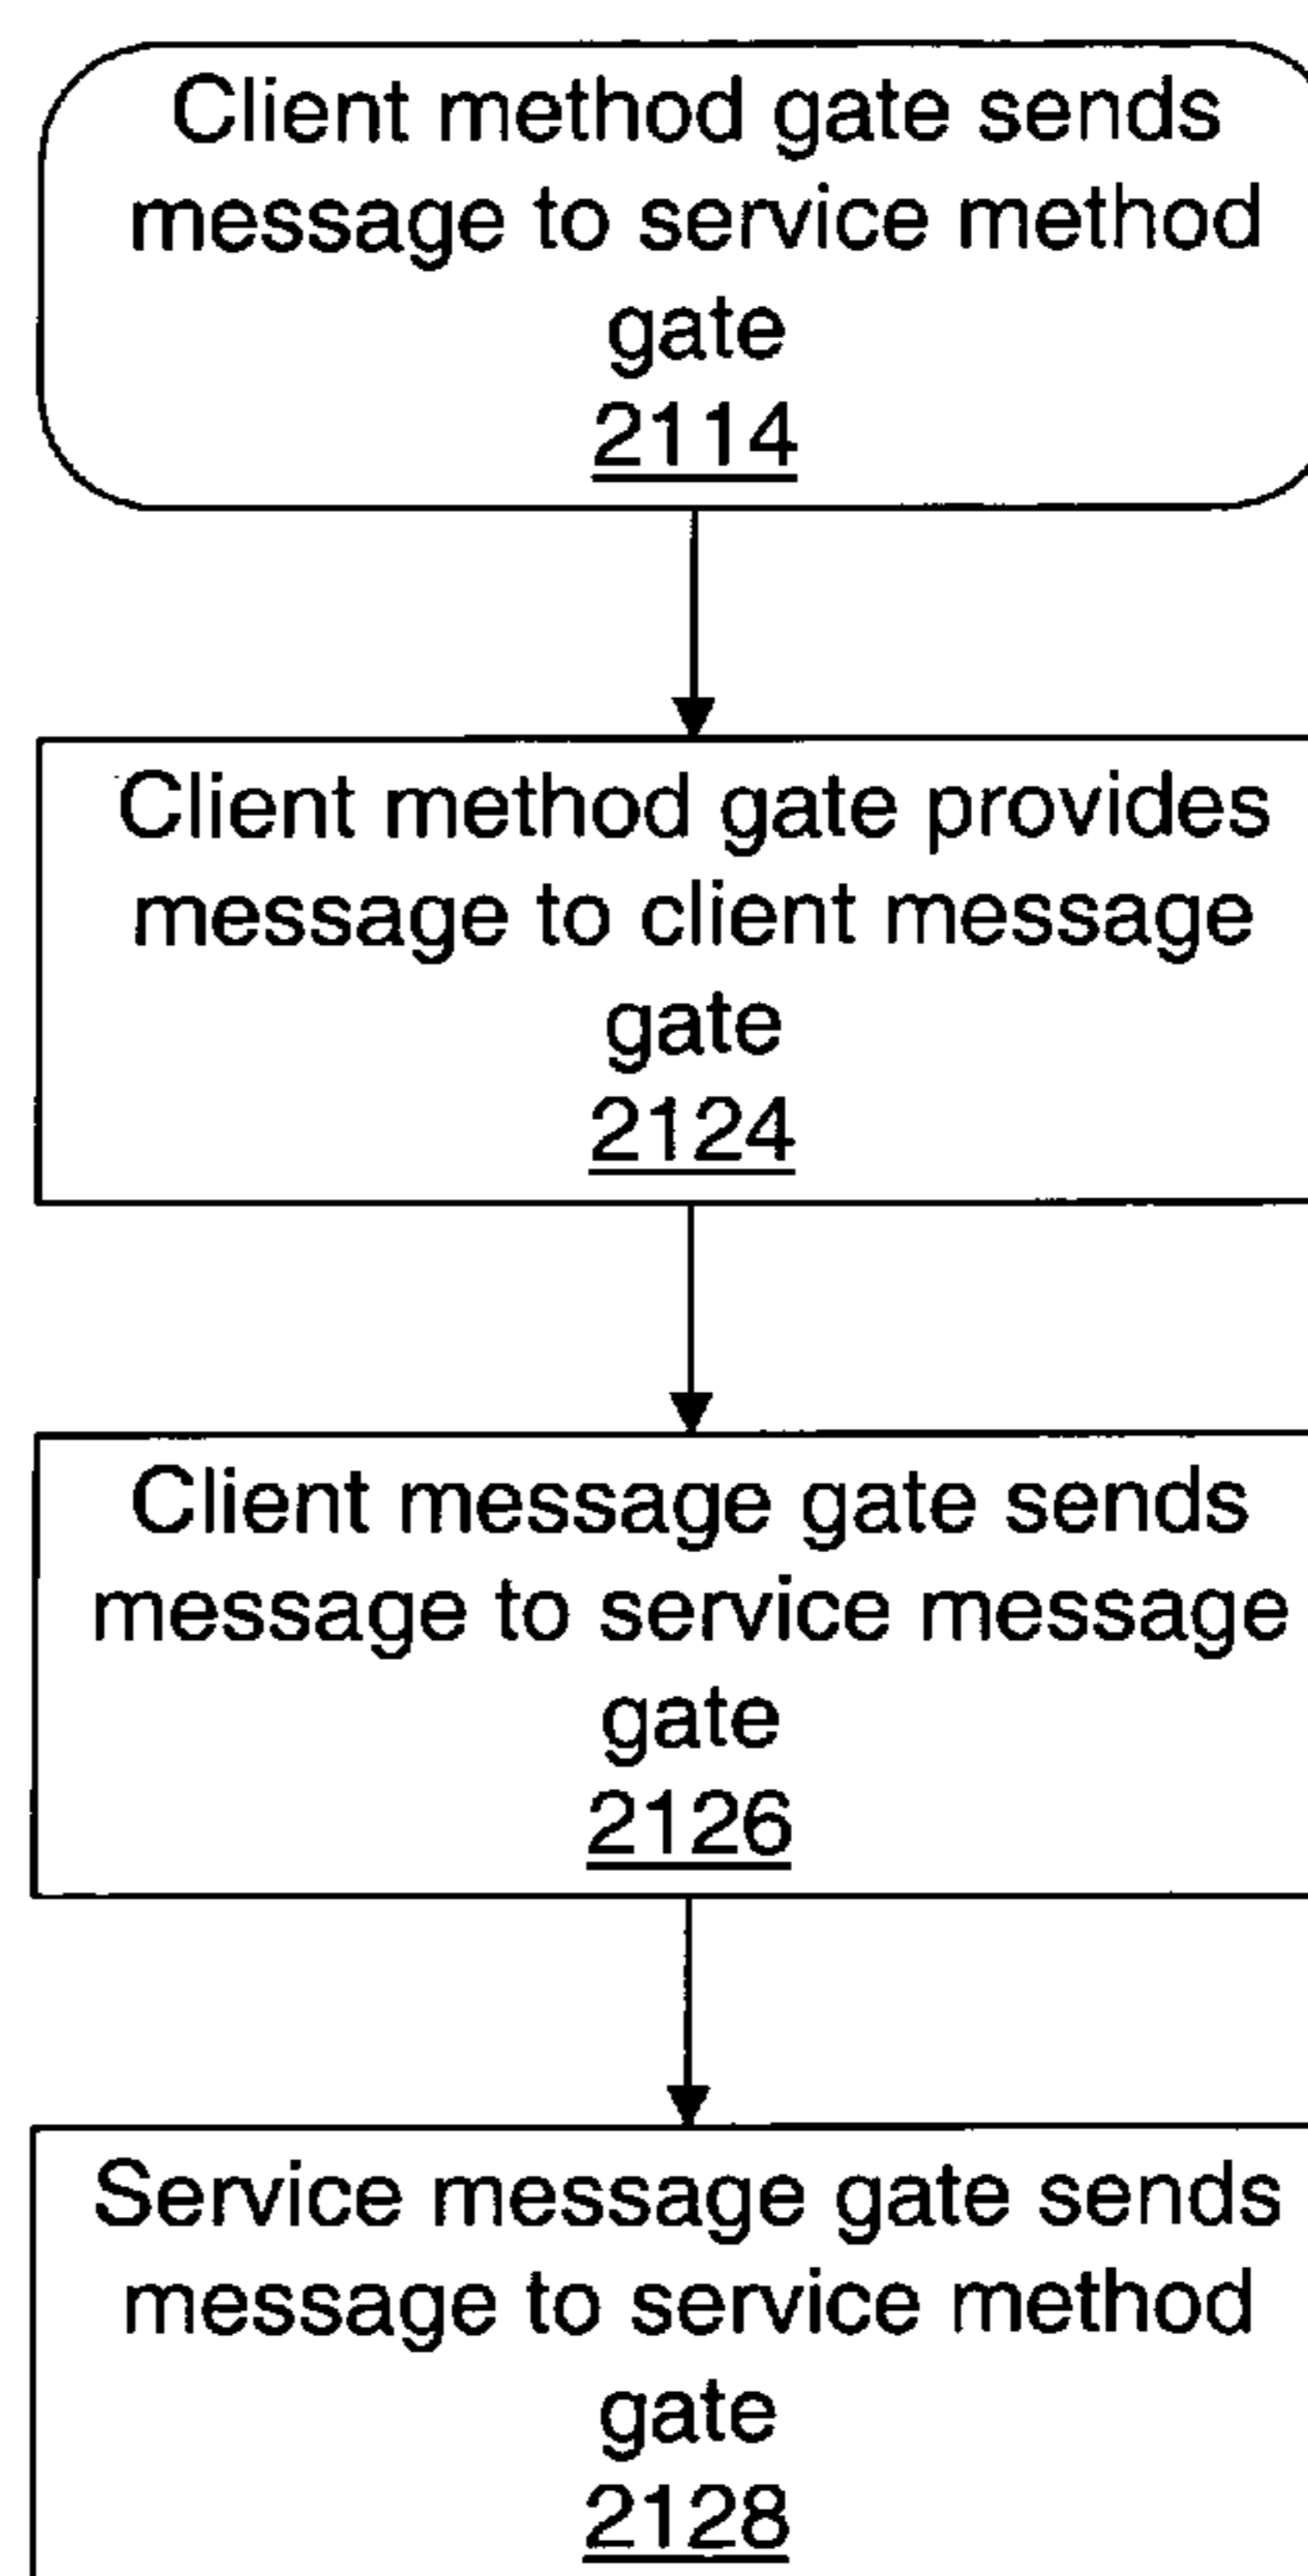 Client method gate sends
message to service method
gate
2114
Client method gate provides
message to client message
gate
2124
Client message gate sends
message to service message
gate
2126
Service message gate sends
message to service method
gate
2128